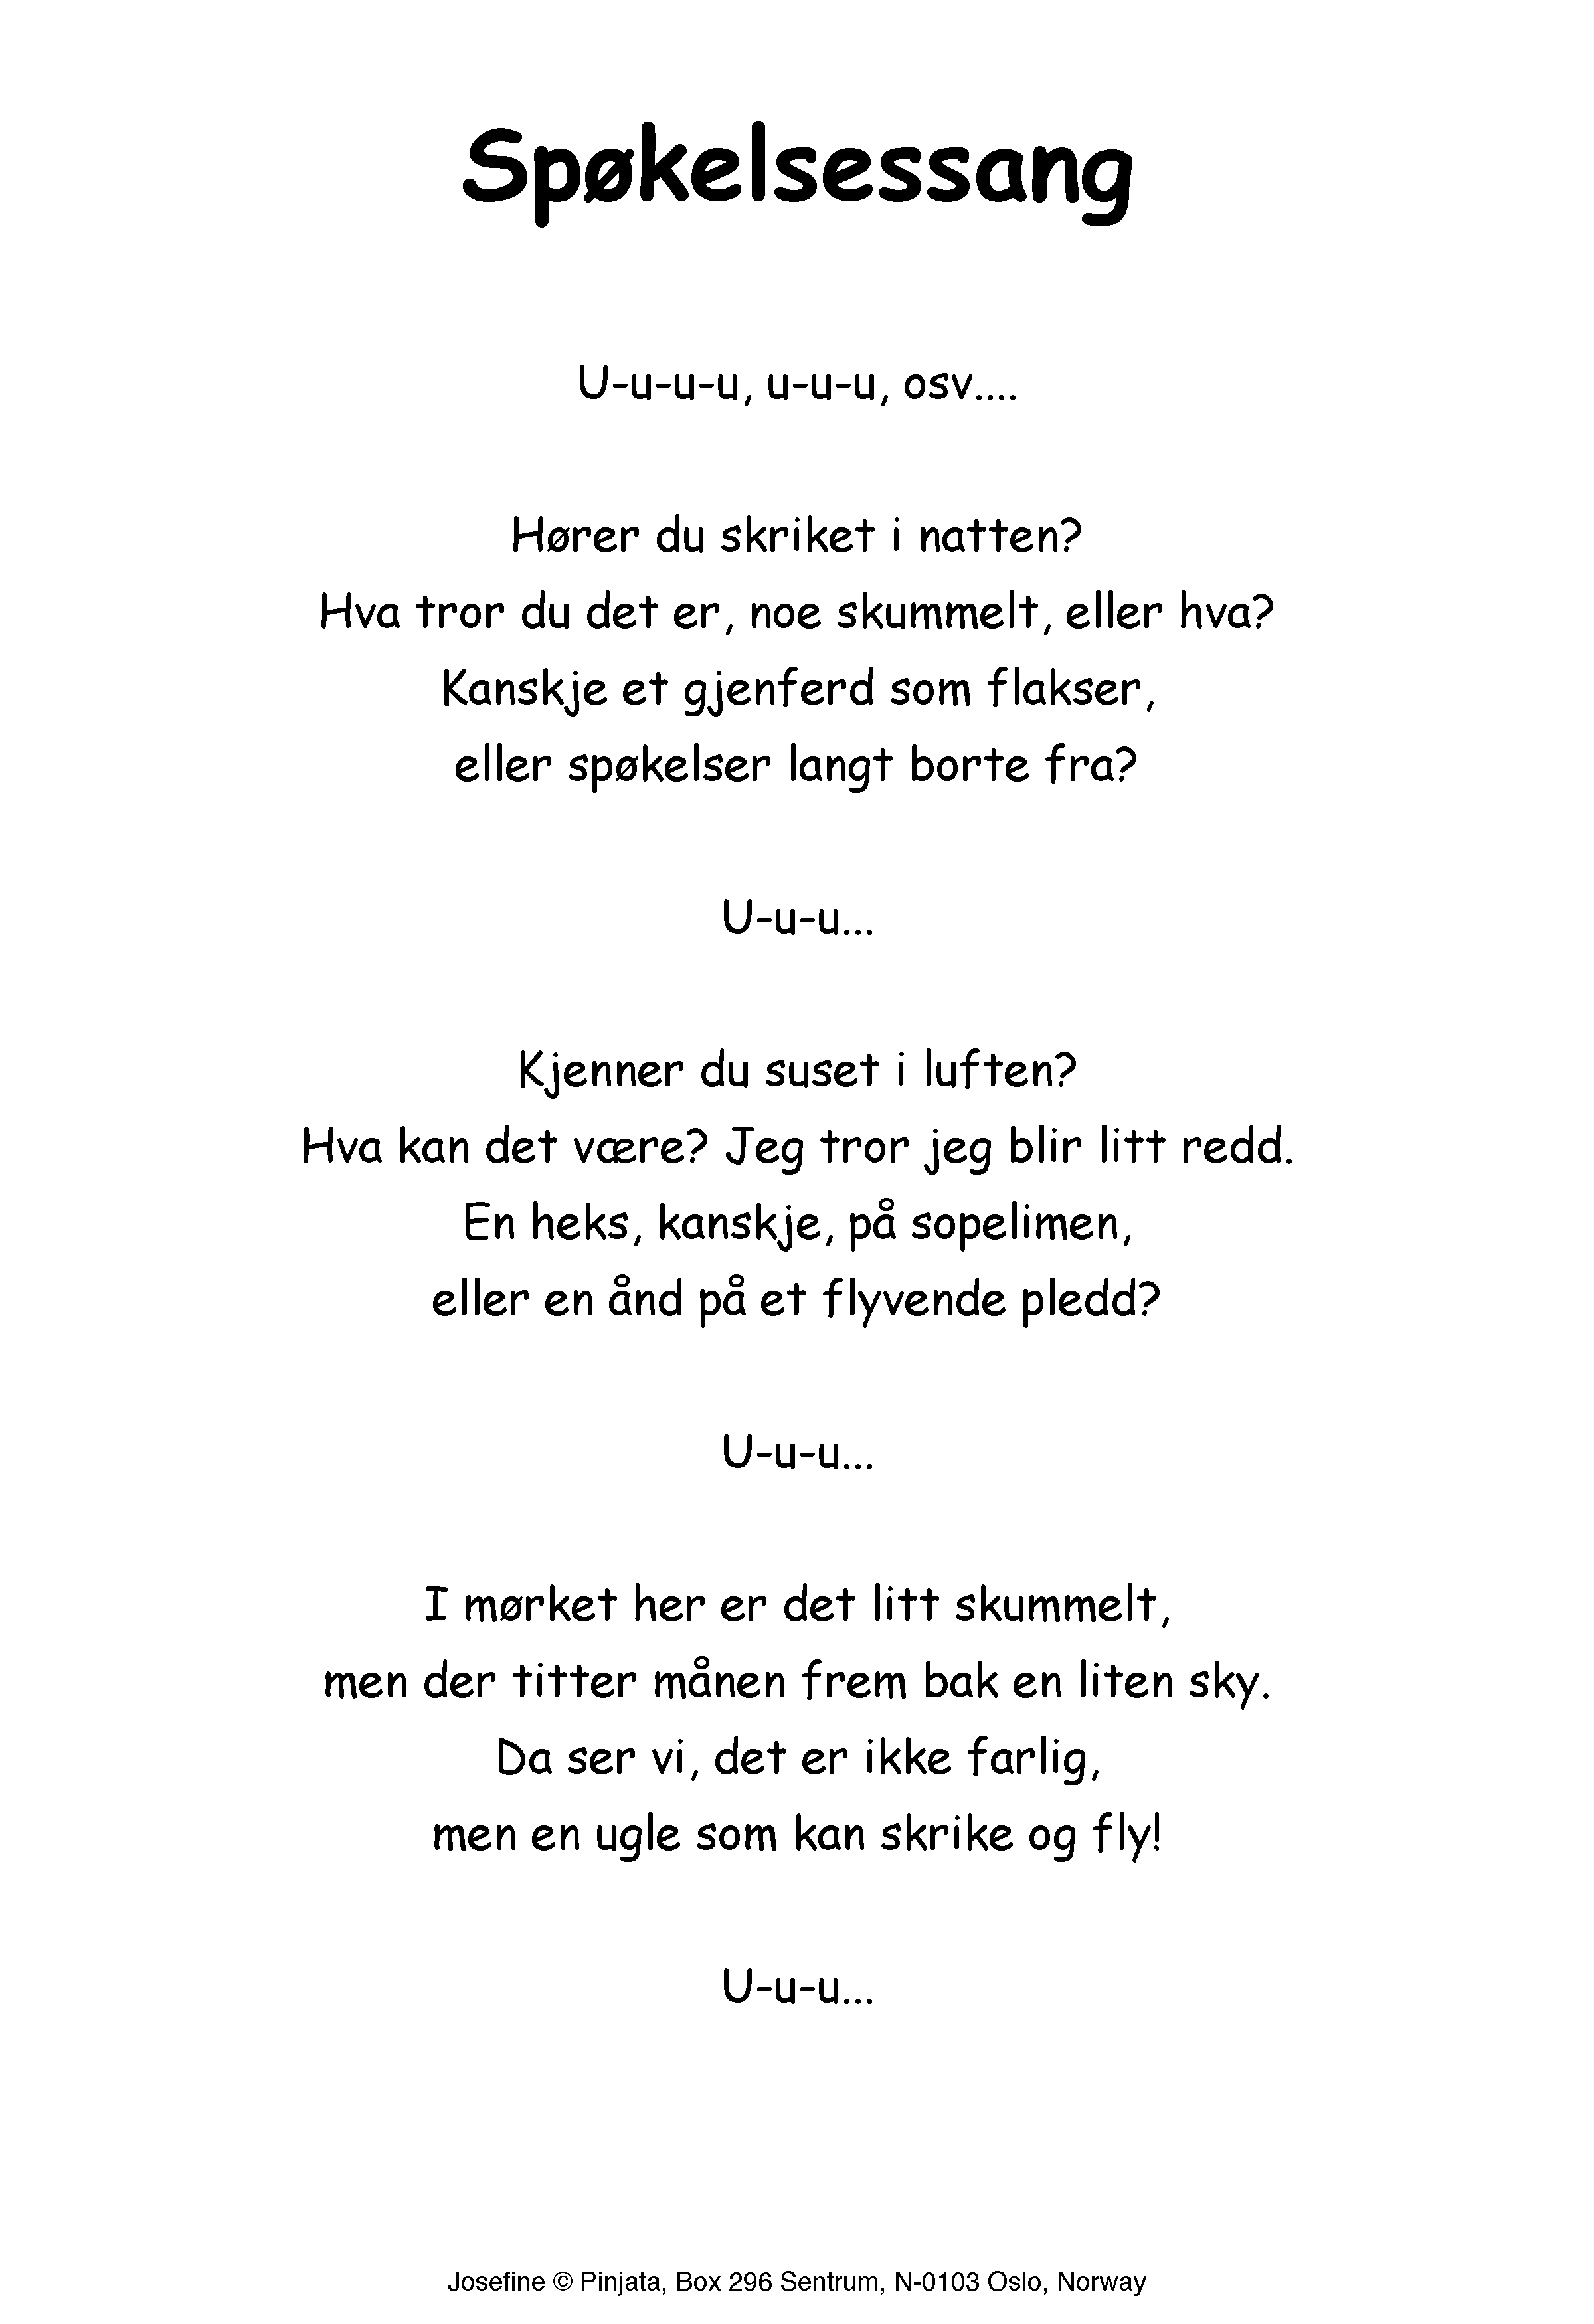 Spøkelsessang
U-u-u-u, u-u-u, osv....
Hører du skriket i natten?
Hva tror du det er, noe skummelt, eller hva?
Kanskje et gjenferd som flakser,
eller spøkelser langt borte fra?
U-u-u...
Kjenner du suset i luften?
Hva kan det være? Jeg tror jeg blir litt redd.
En heks, kanskje, på sopelimen,
eller en ånd på et flyvende pledd?
U-u-u...
I mørket her er det litt skummelt,
men der titter månen frem bak en liten sky.
Da ser vi, det er ikke farlig,
men en ugle som kan skrike og fly!
U-u-u...
Josefine © Pinjata, Box 296 Sentrum, N-0103 Oslo, Norway